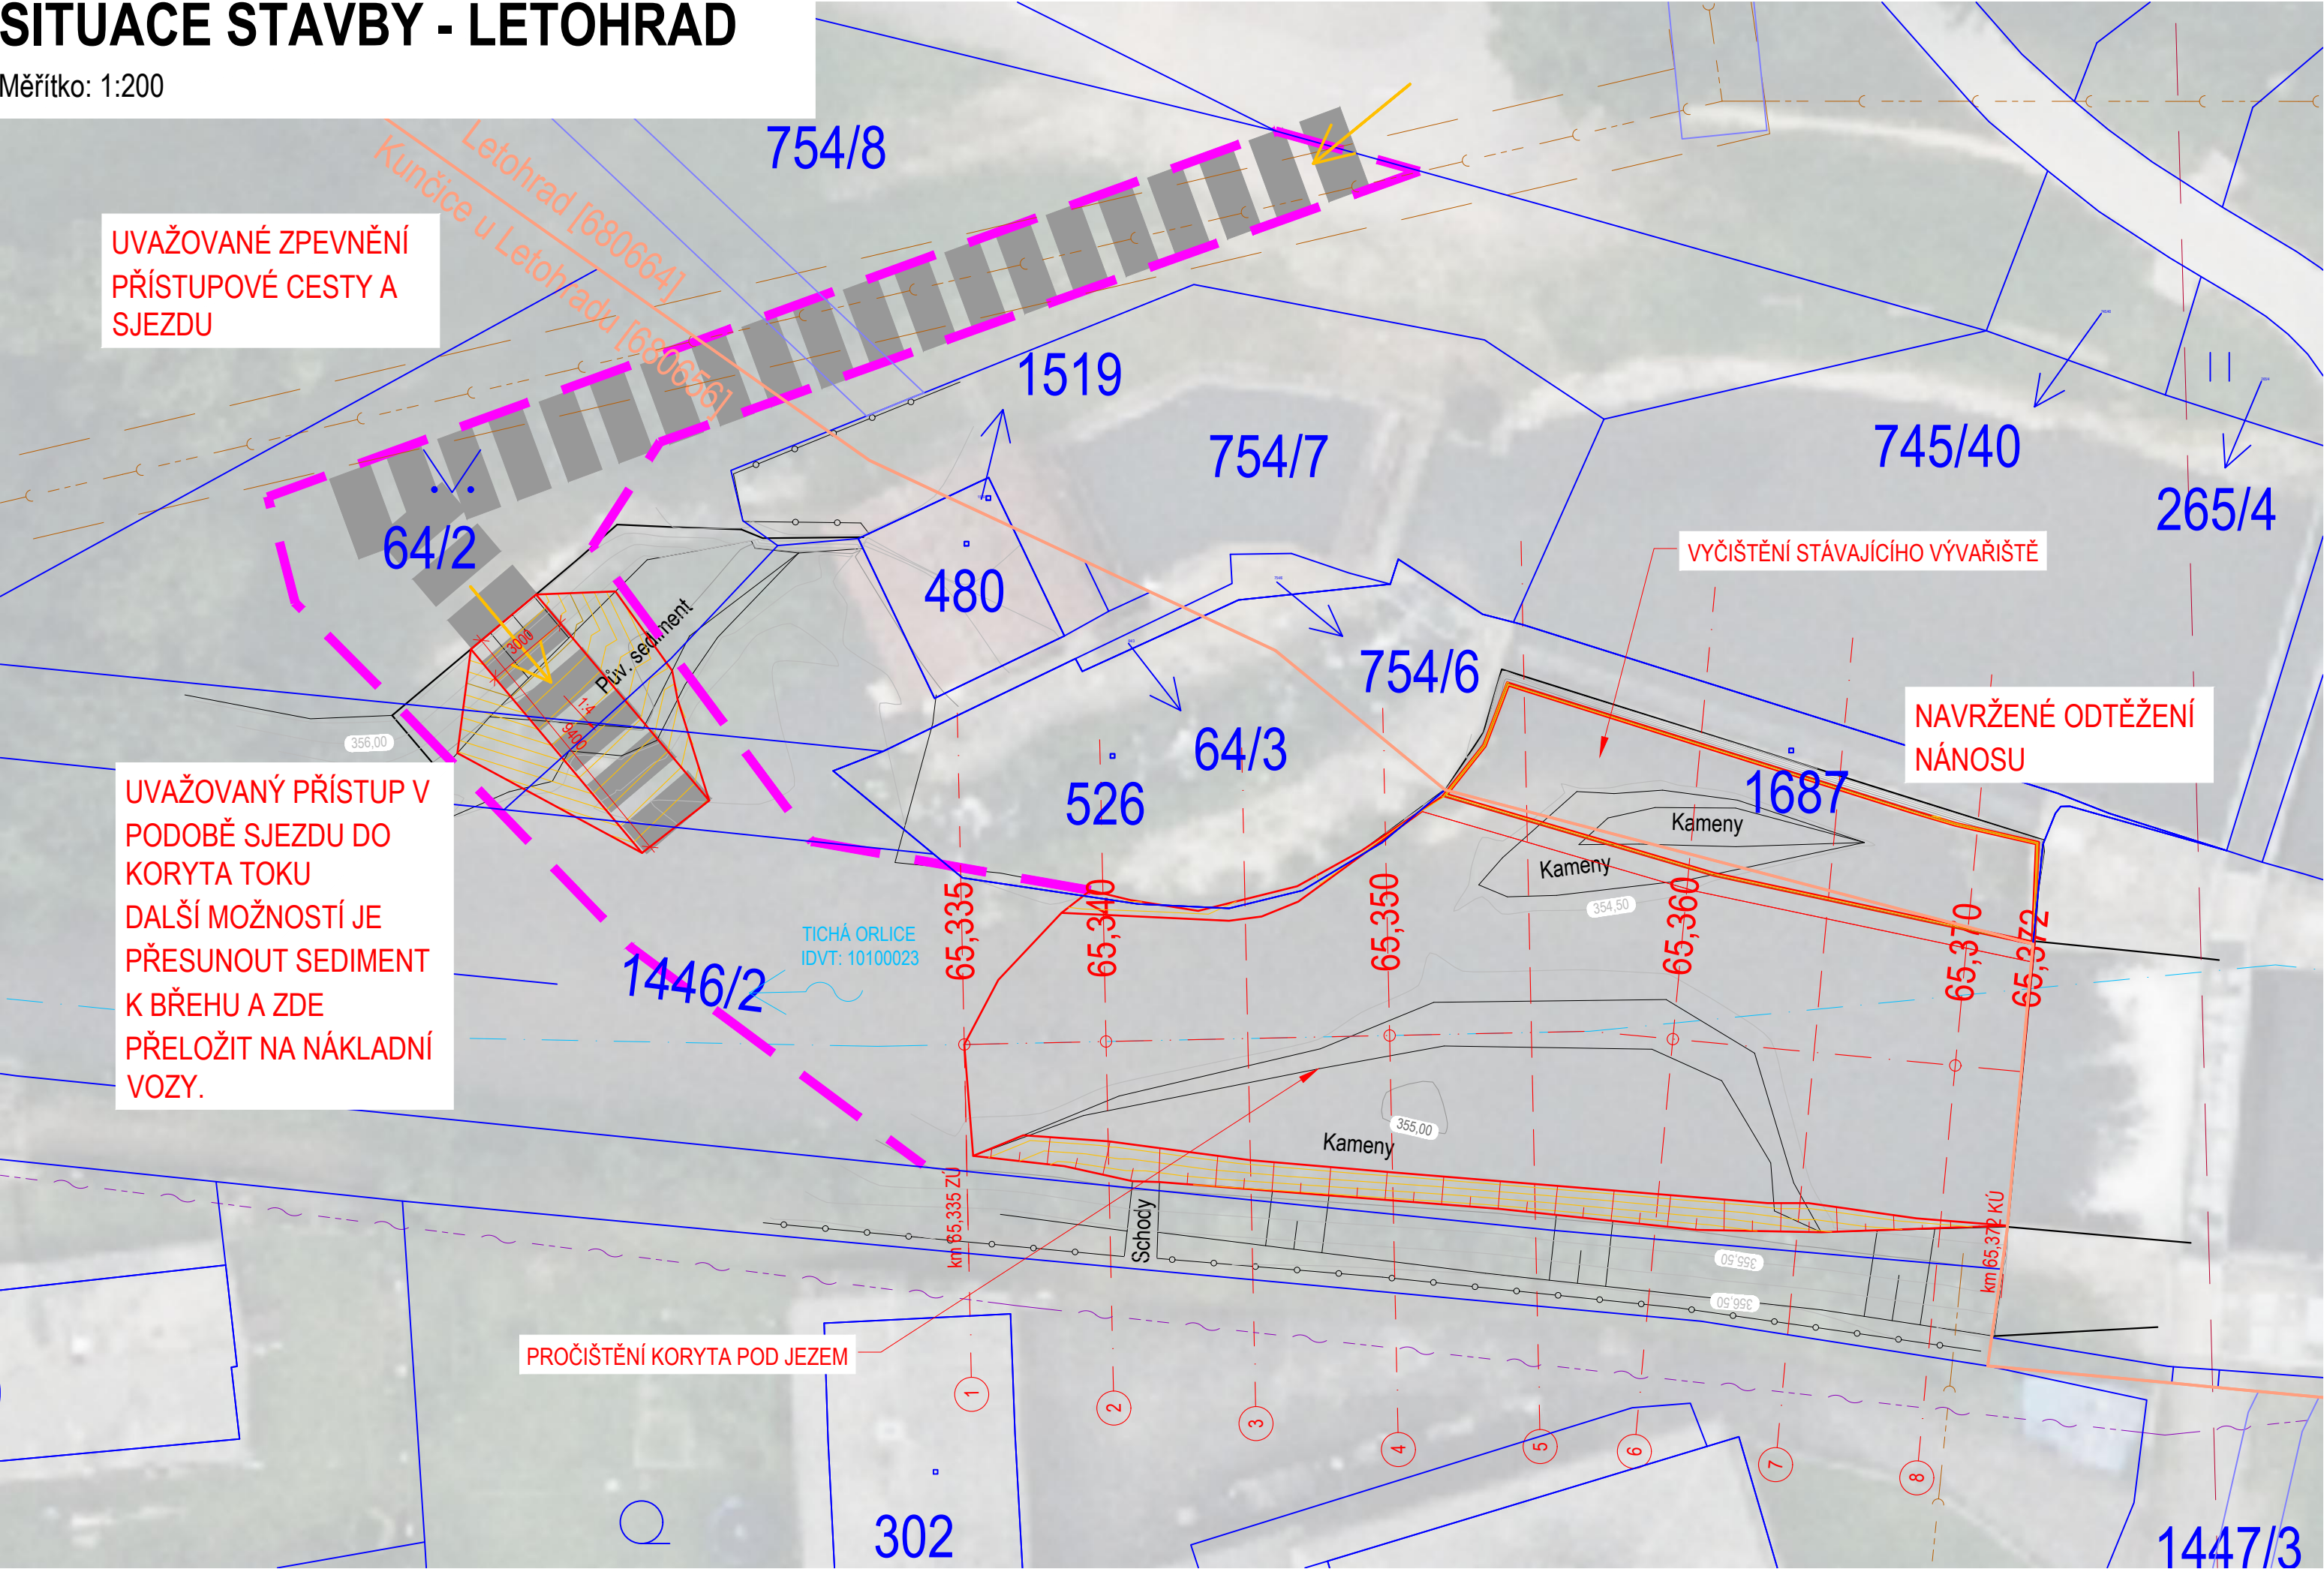 SITUACE STAVBY - LETOHRAD
Měřítko: 1:200
754/8
Letohrad [680664]
Kunčice u Letohradu [680656]
UVAŽOVANÉ ZPEVNĚNÍ
PŘÍSTUPOVÉ CESTY A
SJEZDU
1519
754/7
745/40
265/4
64/2
480
VYČIŠTĚNÍ STÁVAJÍCÍHO VÝVAŘIŠTĚ
3000
Pův. sediment
1:4
9400
754/6
356,00
64/3
NAVRŽENÉ ODTĚŽENÍ
NÁNOSU
526
1687
Kameny
Kameny
354,50
UVAŽOVANÝ PŘÍSTUP V
PODOBĚ SJEZDU DO
KORYTA TOKU
DALŠÍ MOŽNOSTÍ JE
PŘESUNOUT SEDIMENT
K BŘEHU A ZDE
PŘELOŽIT NA NÁKLADNÍ
VOZY.
TICHÁ ORLICE
IDVT: 10100023
1446/2
65,335
65,340
65,350
65,360
65,370
65,372
355,00
Kameny
km 65,335 ZÚ
Schody
km 65,372 KÚ
355,50
356,50
PROČIŠTĚNÍ KORYTA POD JEZEM
1
2
3
4
5
6
7
8
302
1447/3